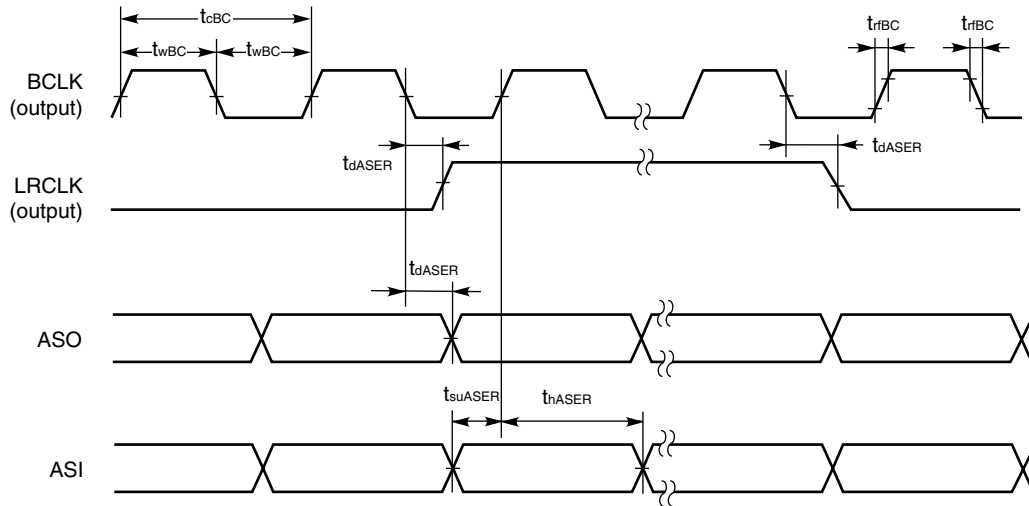 tcBC
twBC twBC
trfBC trfBC
BCLK
(output)
tdASER tdASER
LRCLK
(output)
tdASER
ASO
tsuASER thASER
ASI